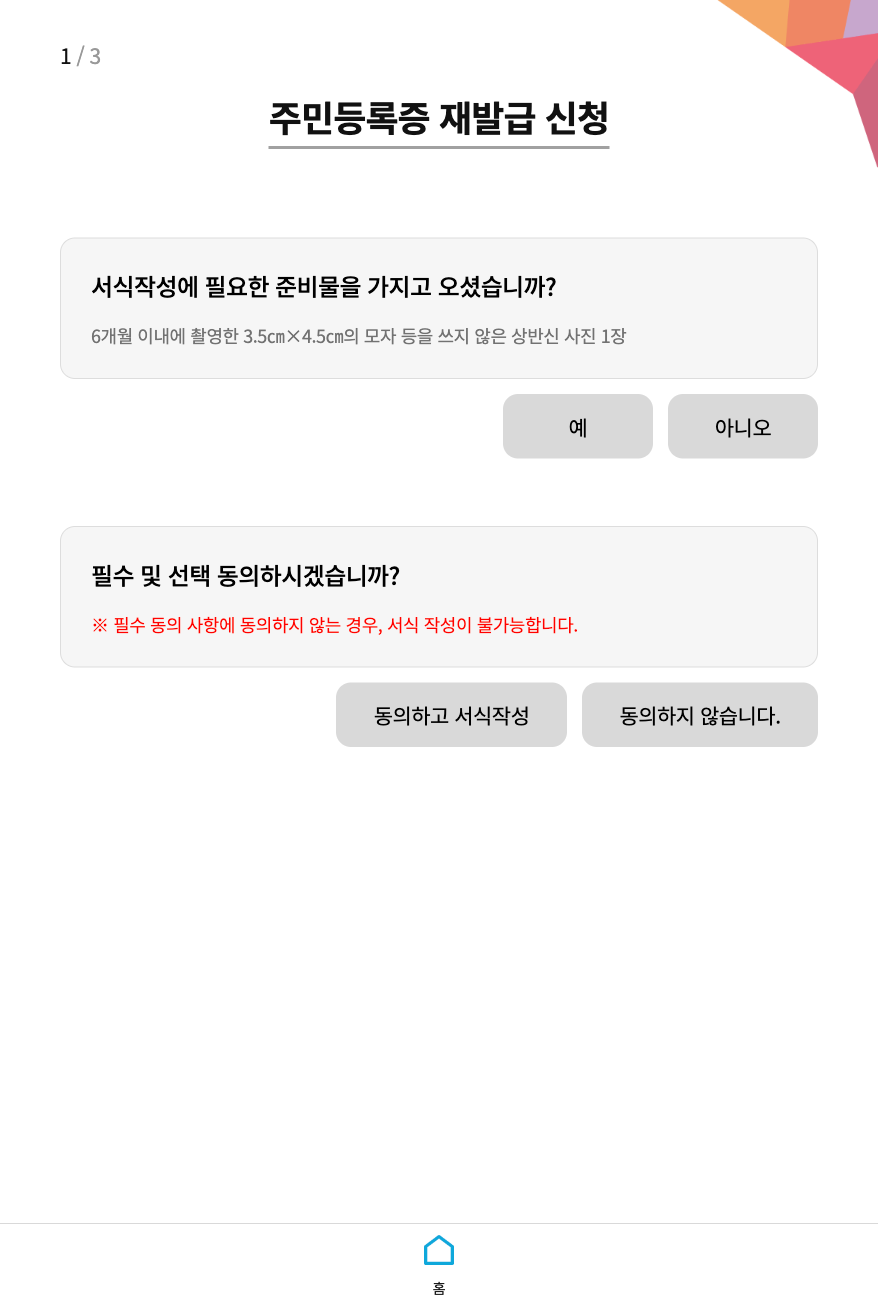 1 / 3
주민등록증 재발급 신청
서식작성에 필요한 준비물을 가지고 오셨습니까?
6개월 이내에 촬영한 3.5㎝×4.5㎝의 모자 등을 쓰지 않은 상반신 사진 1장
예 아니오
필수 및 선택 동의하시겠습니까?
※ 필수 동의 사항에 동의하지 않는 경우, 서식 작성이 불가능합니다.
동의하고 서식작성 동의하지 않습니다.
홈